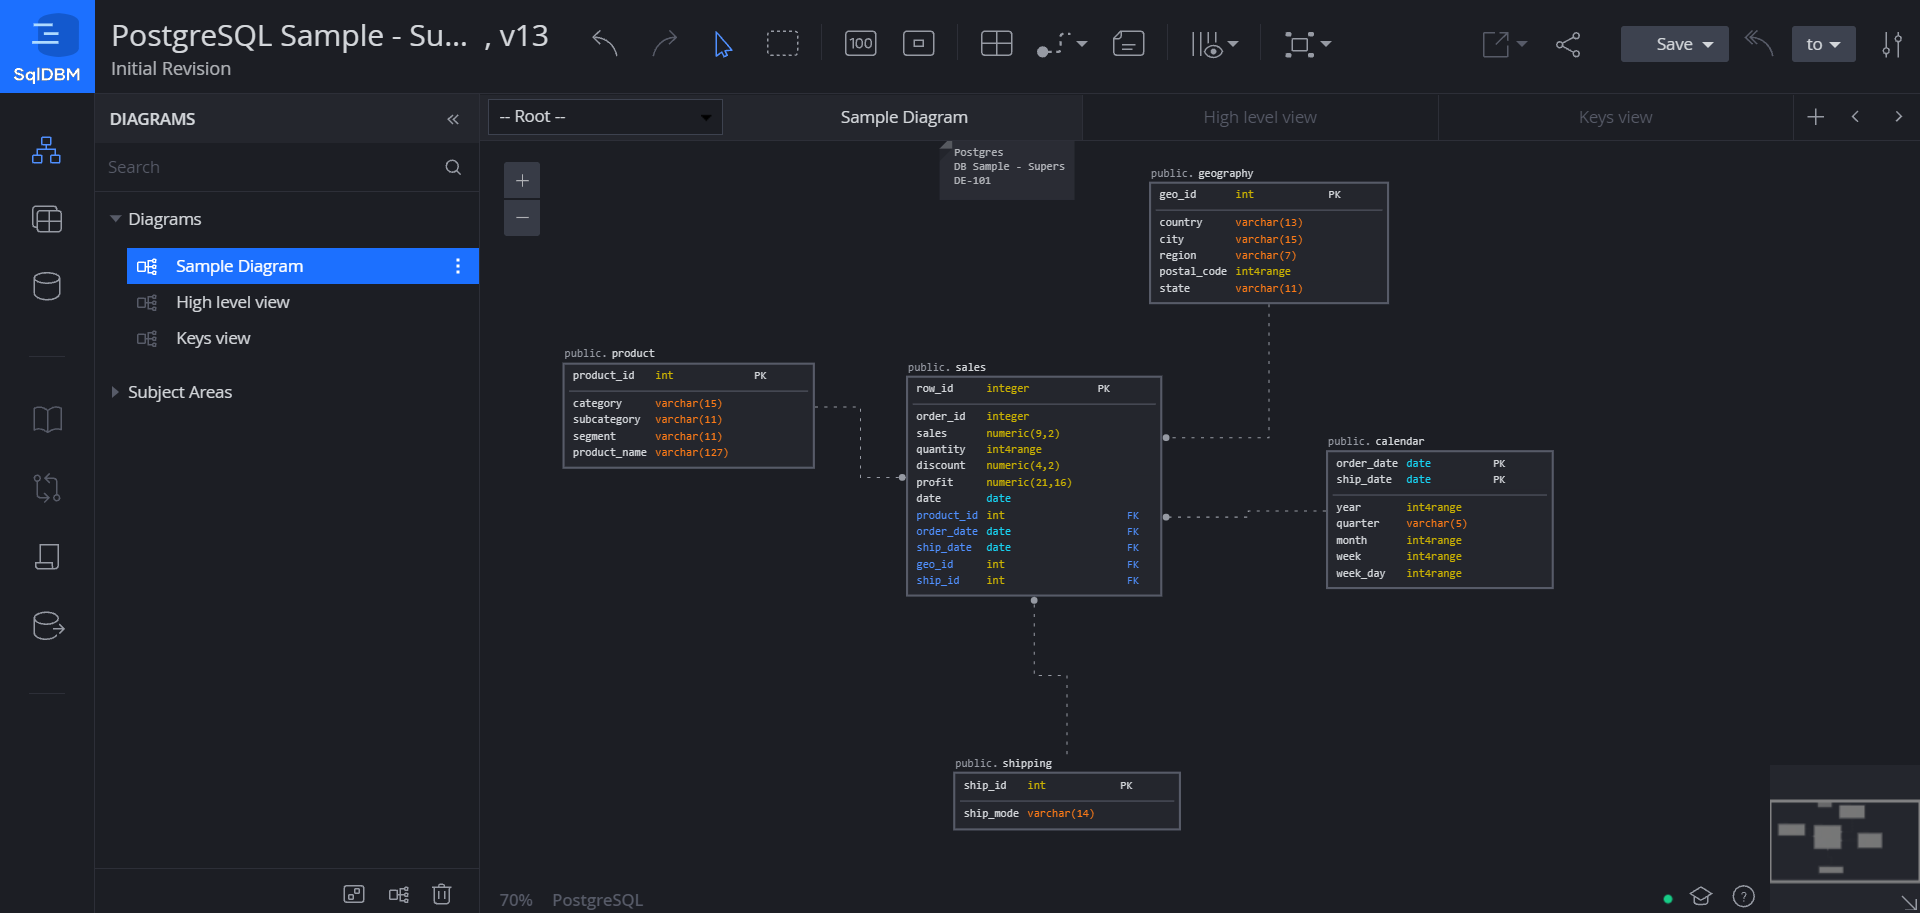 SqlDBM
PostgreSQL Sample - Su... , v13
Initial Revision
100
Save
to
DIAGRAMS
Search
Diagrams
Sample Diagram
High level view
Keys view
Subject Areas
-- Root --
Sample Diagram
High level view
Keys view
Postgres
DB Sample - Supers
DE-101
public. geography
geo_id int PK
country varchar(13)
city varchar(15)
region varchar(7)
postal_code int4range
state varchar(11)
public. product
product_id int PK
category varchar(15)
subcategory varchar(11)
segment varchar(11)
product_name varchar(127)
public. sales
row_id integer PK
order_id integer
sales numeric(9,2)
quantity int4range
discount numeric(4,2)
profit numeric(21,16)
date date
product_id int FK
order_date date FK
ship_date date FK
geo_id int FK
ship_id int FK
public. calendar
order_date date PK
ship_date date PK
year int4range
quarter varchar(5)
month int4range
week int4range
week_day int4range
public. shipping
ship_id int PK
ship_mode varchar(14)
70% PostgreSQL
?